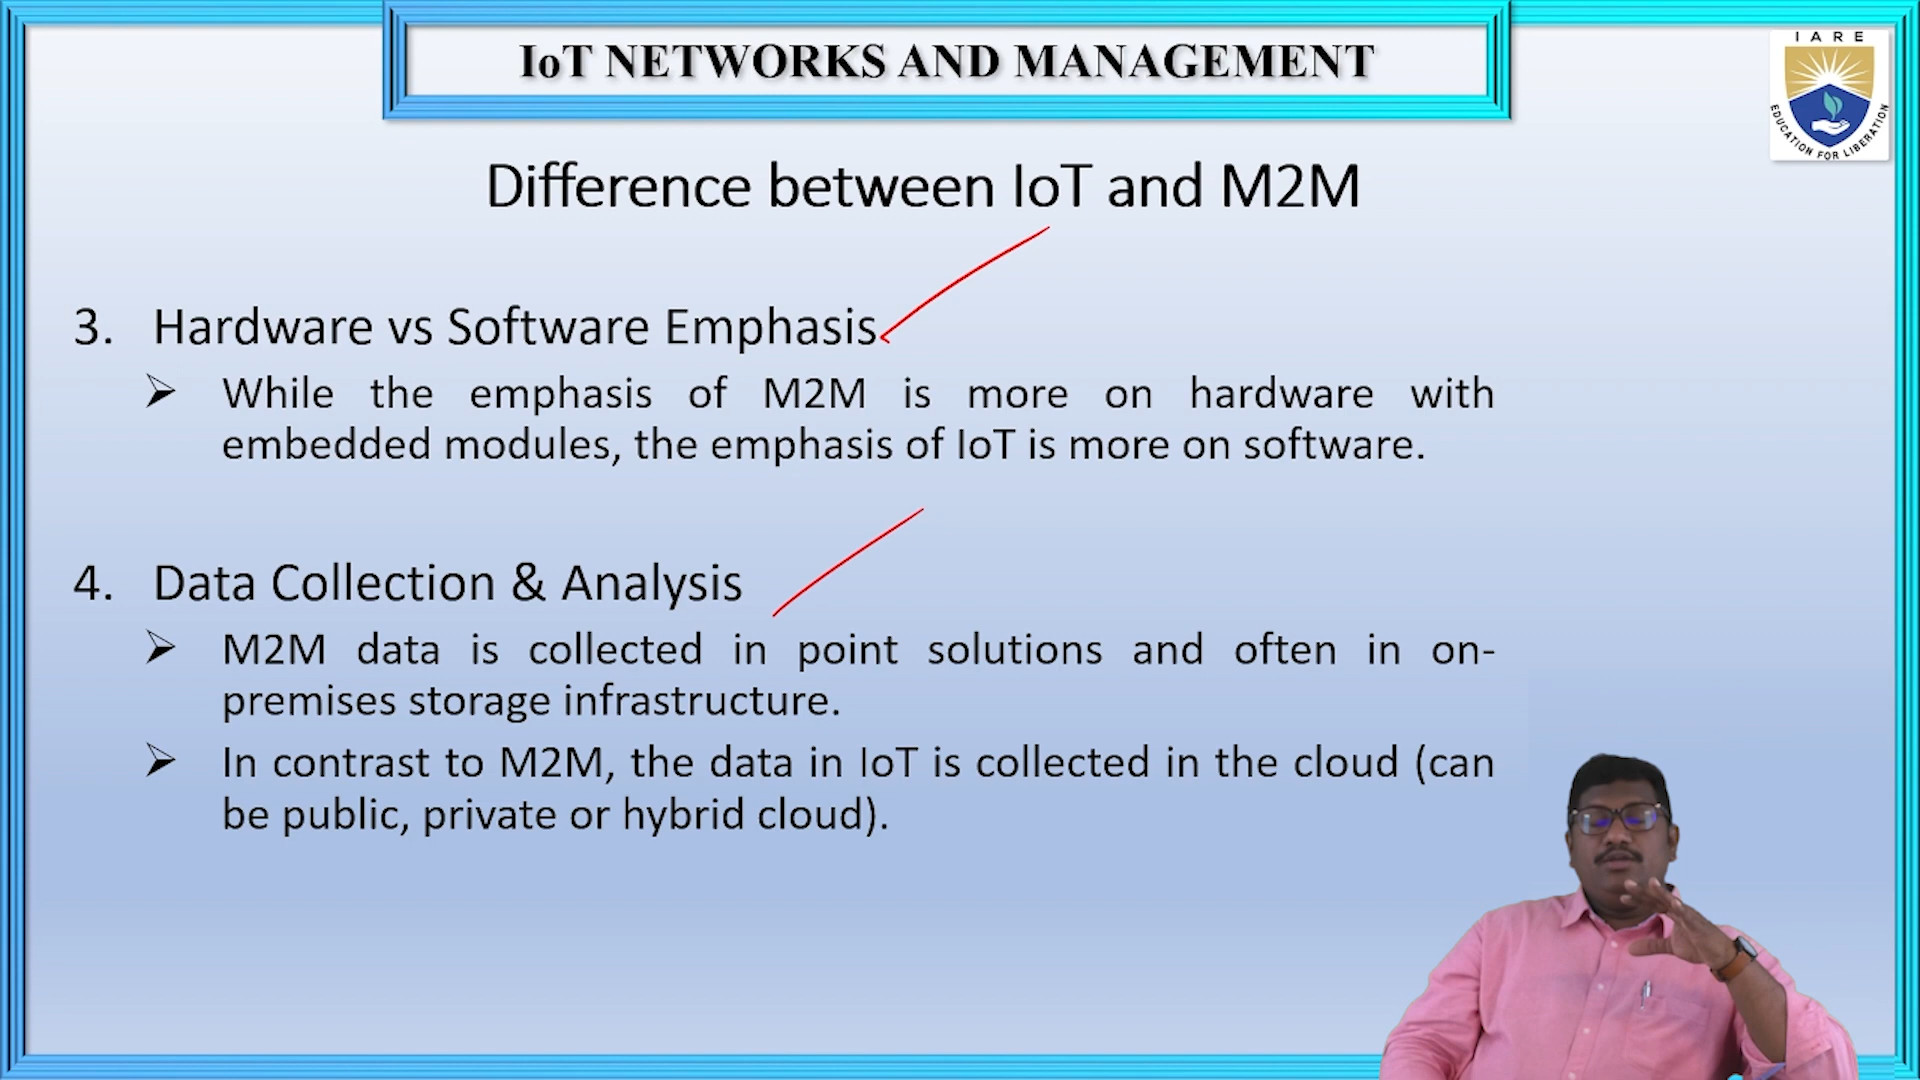 IoT NETWORKS AND MANAGEMENT
IARE
EDUCATION FOR LIBERATION
Difference between IoT and M2M
3. Hardware vs Software Emphasis
➢ While the emphasis of M2M is more on hardware with
embedded modules, the emphasis of IoT is more on software.
4. Data Collection & Analysis
➢ M2M data is collected in point solutions and often in on-
premises storage infrastructure.
➢ In contrast to M2M, the data in IoT is collected in the cloud (can
be public, private or hybrid cloud).